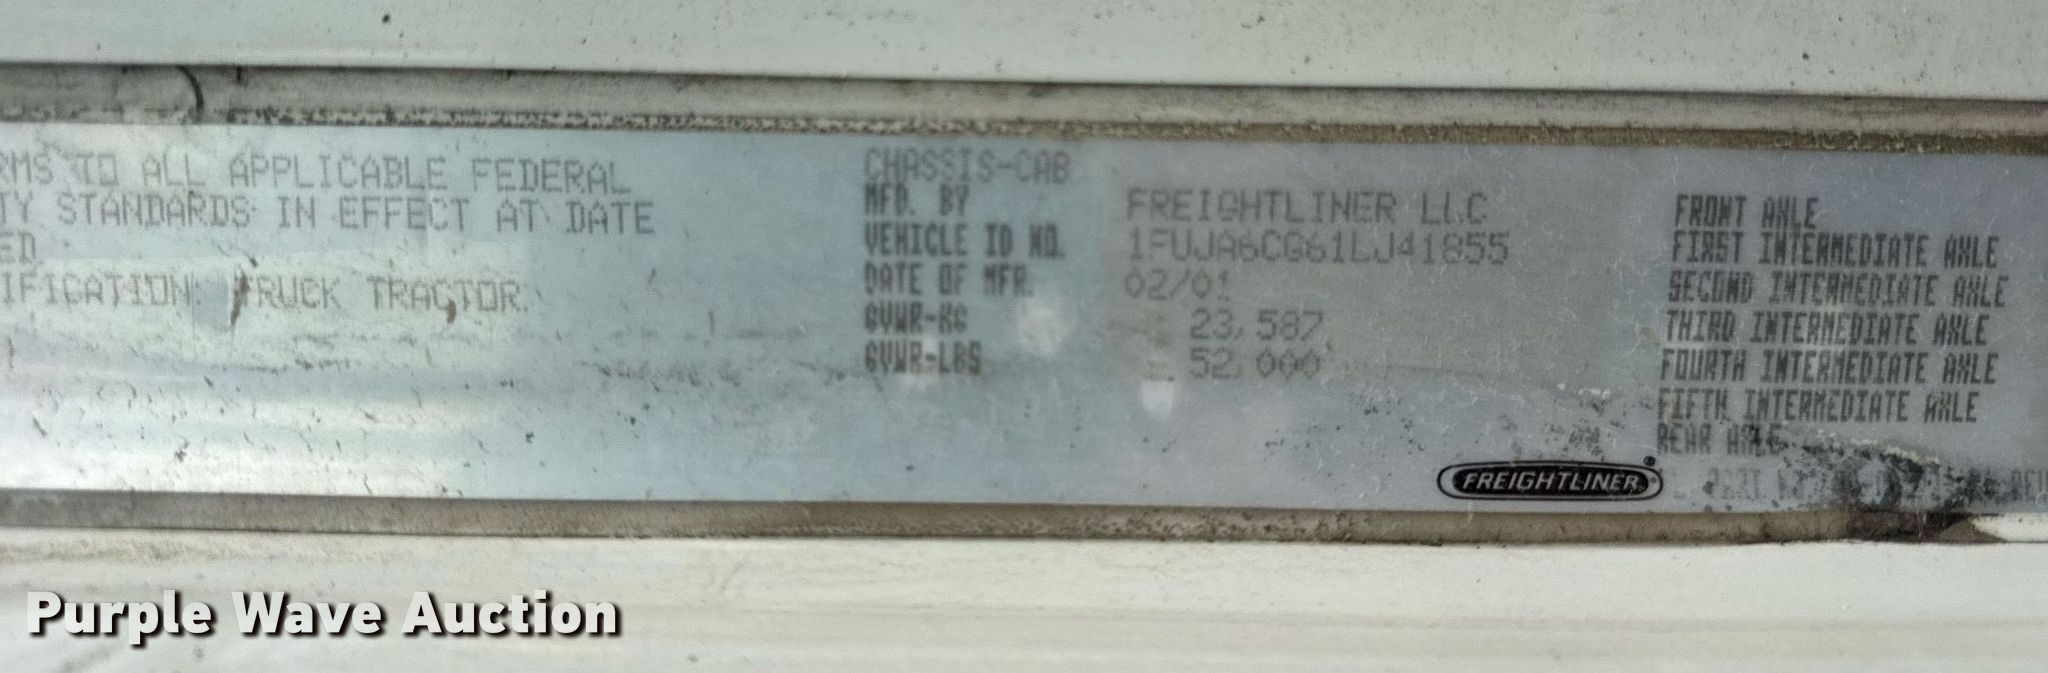 RMS TO ALL APPLICABLE FEDERAL
TY STANDARDS IN EFFECT AT DATE
ED
IFICATION: TRUCK TRACTOR
CHASSIS-CAB
MFD. BY FREIGHTLINER LLC
VEHICLE ID NO. 1FUJA6CG61LJ41855
DATE OF MFR. 02/01
GVWR-KG 23,587
GVWR-LBS 52,000
FRONT AXLE
FIRST INTERMEDIATE AXLE
SECOND INTERMEDIATE AXLE
THIRD INTERMEDIATE AXLE
FOURTH INTERMEDIATE AXLE
FIFTH INTERMEDIATE AXLE
REAR AXLE
FREIGHTLINER®
Purple Wave Auction